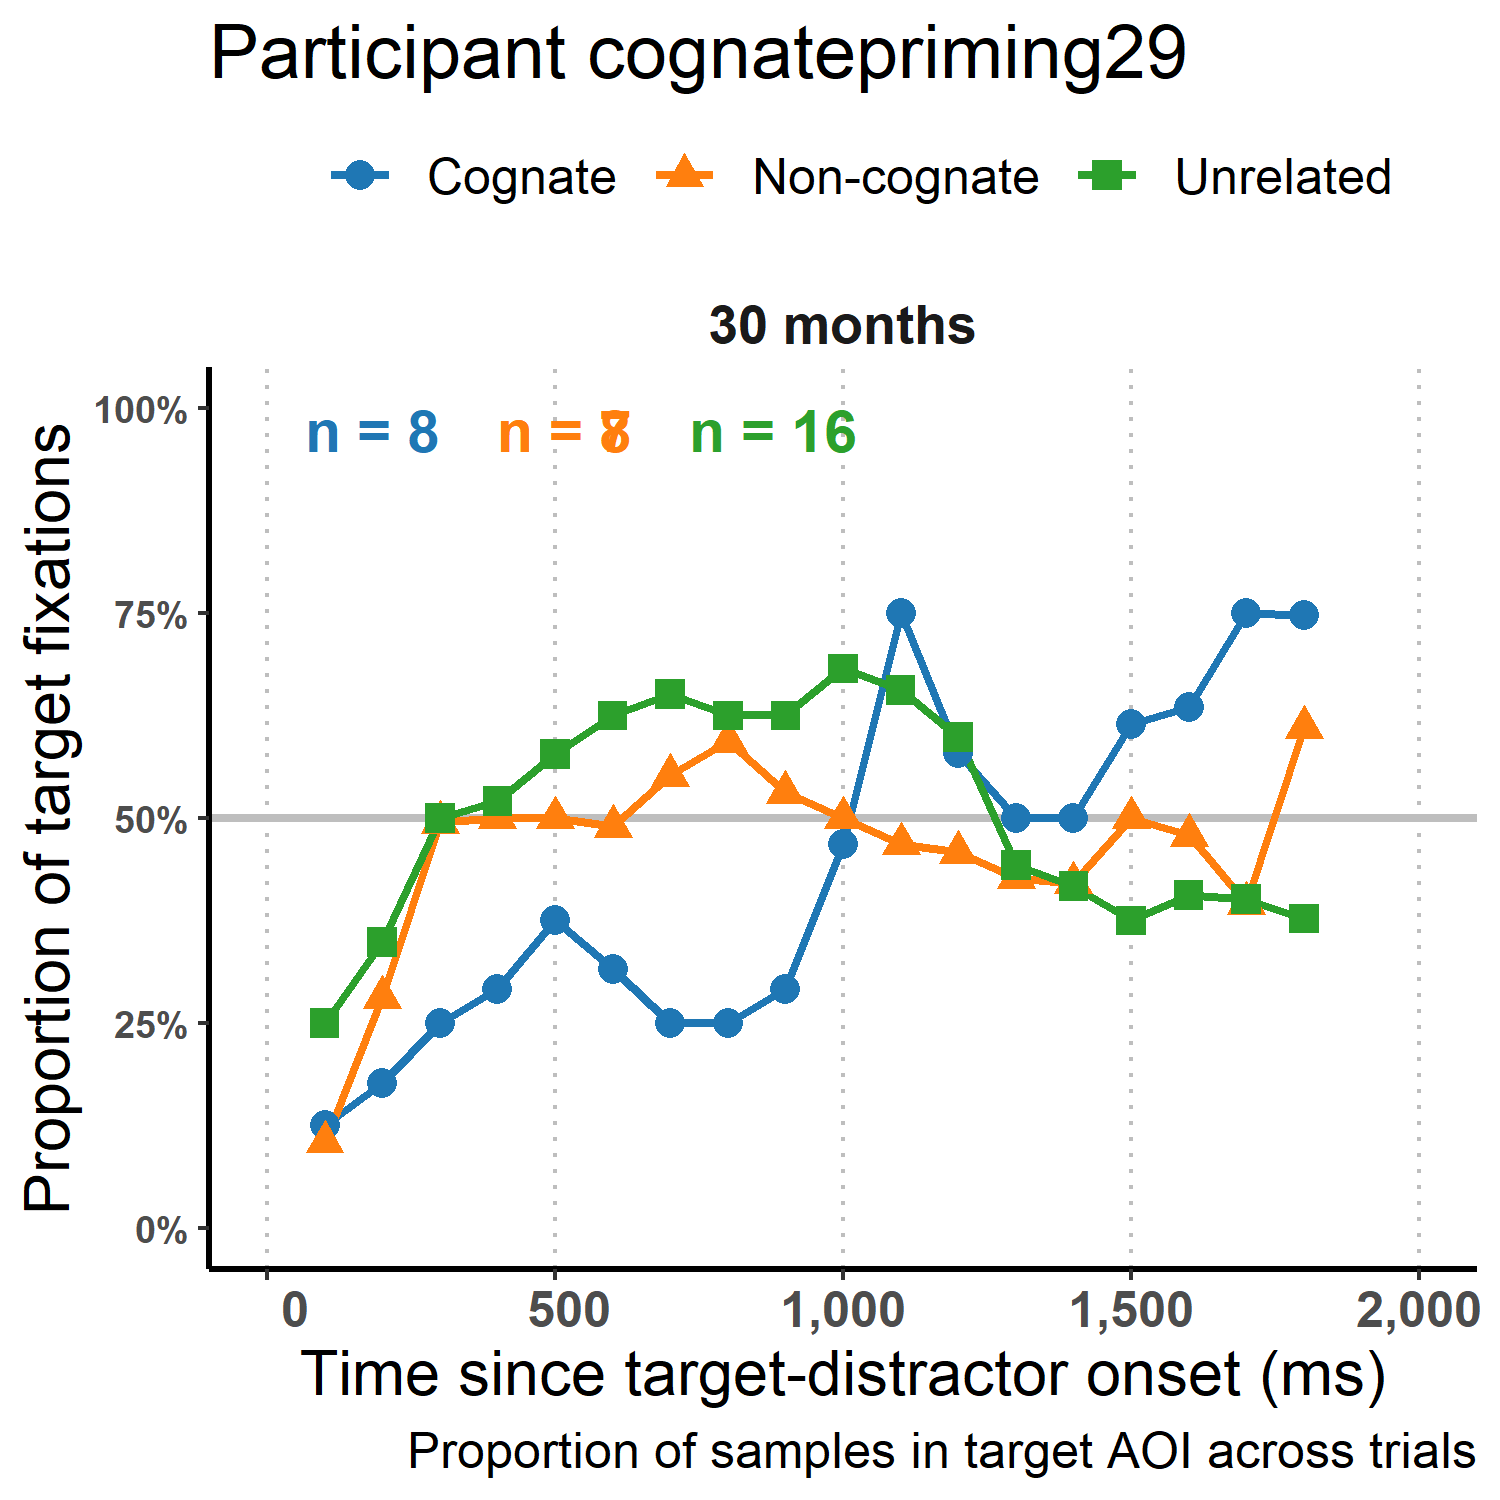 Participant cognatepriming29
Cognate Non-cognate Unrelated
30 months
n = 8 n = n = 16
100%
75%
50%
25%
0%
Proportion of target fixations
0 500 1,000 1,500 2,000
Time since target-distractor onset (ms)
Proportion of samples in target AOI across trials